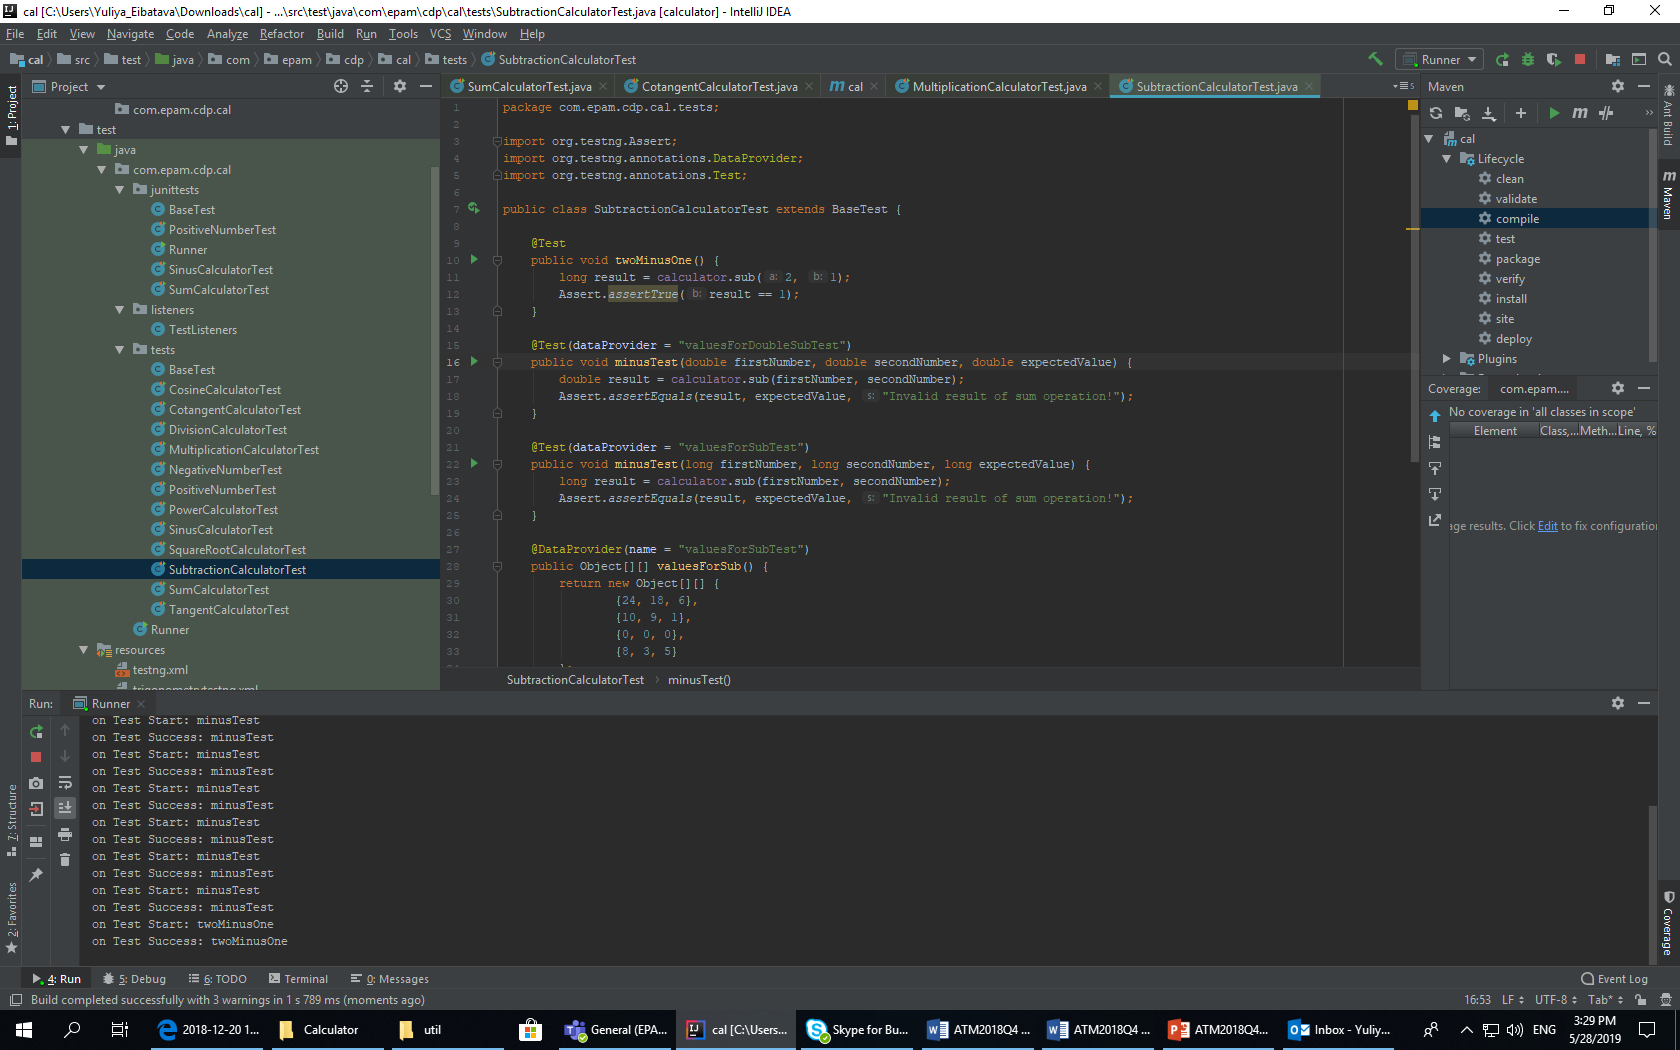 cal [C:\Users\Yuliya_Eibatava\Downloads\cal] - ...\src\test\java\com\epam\cdp\cal\tests\SubtractionCalculatorTest.java [calculator] - IntelliJ IDEA
File Edit View Navigate Code Analyze Refactor Build Run Tools VCS Window Help
cal src test java com epam cdp cal tests SubtractionCalculatorTest
Runner
1: Project
Project
com.epam.cdp.cal
test
java
com.epam.cdp.cal
junittests
BaseTest
PositiveNumberTest
Runner
SinusCalculatorTest
SumCalculatorTest
listeners
TestListeners
tests
BaseTest
CosineCalculatorTest
CotangentCalculatorTest
DivisionCalculatorTest
MultiplicationCalculatorTest
NegativeNumberTest
PositiveNumberTest
PowerCalculatorTest
SinusCalculatorTest
SquareRootCalculatorTest
SubtractionCalculatorTest
SumCalculatorTest
TangentCalculatorTest
Runner
resources
testng.xml
trigonometrytestng.xml
SumCalculatorTest.java CotangentCalculatorTest.java m cal MultiplicationCalculatorTest.java SubtractionCalculatorTest.java 5
1 package com.epam.cdp.cal.tests;
2
3 import org.testng.Assert;
4 import org.testng.annotations.DataProvider;
5 import org.testng.annotations.Test;
6
7 public class SubtractionCalculatorTest extends BaseTest {
8
9 @Test
10 public void twoMinusOne() {
11 long result = calculator.sub( a: 2, b: 1);
12 Assert.assertTrue( b: result == 1);
13 }
14
15 @Test(dataProvider = "valuesForDoubleSubTest")
16 public void minusTest(double firstNumber, double secondNumber, double expectedValue) {
17 double result = calculator.sub(firstNumber, secondNumber);
18 Assert.assertEquals(result, expectedValue, s: "Invalid result of sum operation!");
19 }
20
21 @Test(dataProvider = "valuesForSubTest")
22 public void minusTest(long firstNumber, long secondNumber, long expectedValue) {
23 long result = calculator.sub(firstNumber, secondNumber);
24 Assert.assertEquals(result, expectedValue, s: "Invalid result of sum operation!");
25 }
26
27 @DataProvider(name = "valuesForSubTest")
28 public Object[][] valuesForSub() {
29 return new Object[][] {
30 {24, 18, 6},
31 {10, 9, 1},
32 {0, 0, 0},
33 {8, 3, 5}
SubtractionCalculatorTest minusTest()
Maven
m
cal
Lifecycle
clean
validate
compile
test
package
verify
install
site
deploy
Plugins
Coverage: com.epam....
No coverage in 'all classes in scope'
Element Class,... Meth... Line, %
age results. Click Edit to fix configuration
Ant Build
m Maven
Coverage
Run: Runner
on Test Start: minusTest
on Test Success: minusTest
on Test Start: minusTest
on Test Success: minusTest
on Test Start: minusTest
on Test Success: minusTest
on Test Start: minusTest
on Test Success: minusTest
on Test Start: minusTest
on Test Success: minusTest
on Test Start: minusTest
on Test Success: minusTest
on Test Start: twoMinusOne
on Test Success: twoMinusOne
7: Structure
2: Favorites
4: Run 5: Debug 6: TODO Terminal 0: Messages Event Log
Build completed successfully with 3 warnings in 1 s 789 ms (moments ago) 16:53 LF UTF-8 Tab*
2018-12-20 1... Calculator util General (EPA... cal [C:\Users... Skype for Bu... ATM2018Q4 ... ATM2018Q4 ... ATM2018Q4... Inbox - Yuliy... ENG 3:29 PM
5/28/2019